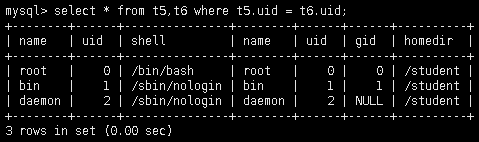 mysql> select * from t5,t6 where t5.uid = t6.uid;
+--------+------+---------------+--------+------+------+----------+
| name   | uid  | shell         | name   | uid  | gid  | homedir  |
+--------+------+---------------+--------+------+------+----------+
| root   |    0 | /bin/bash     | root   |    0 |    0 | /student |
| bin    |    1 | /sbin/nologin | bin    |    1 |    1 | /student |
| daemon |    2 | /sbin/nologin | daemon |    2 | NULL | /student |
+--------+------+---------------+--------+------+------+----------+
3 rows in set (0.00 sec)